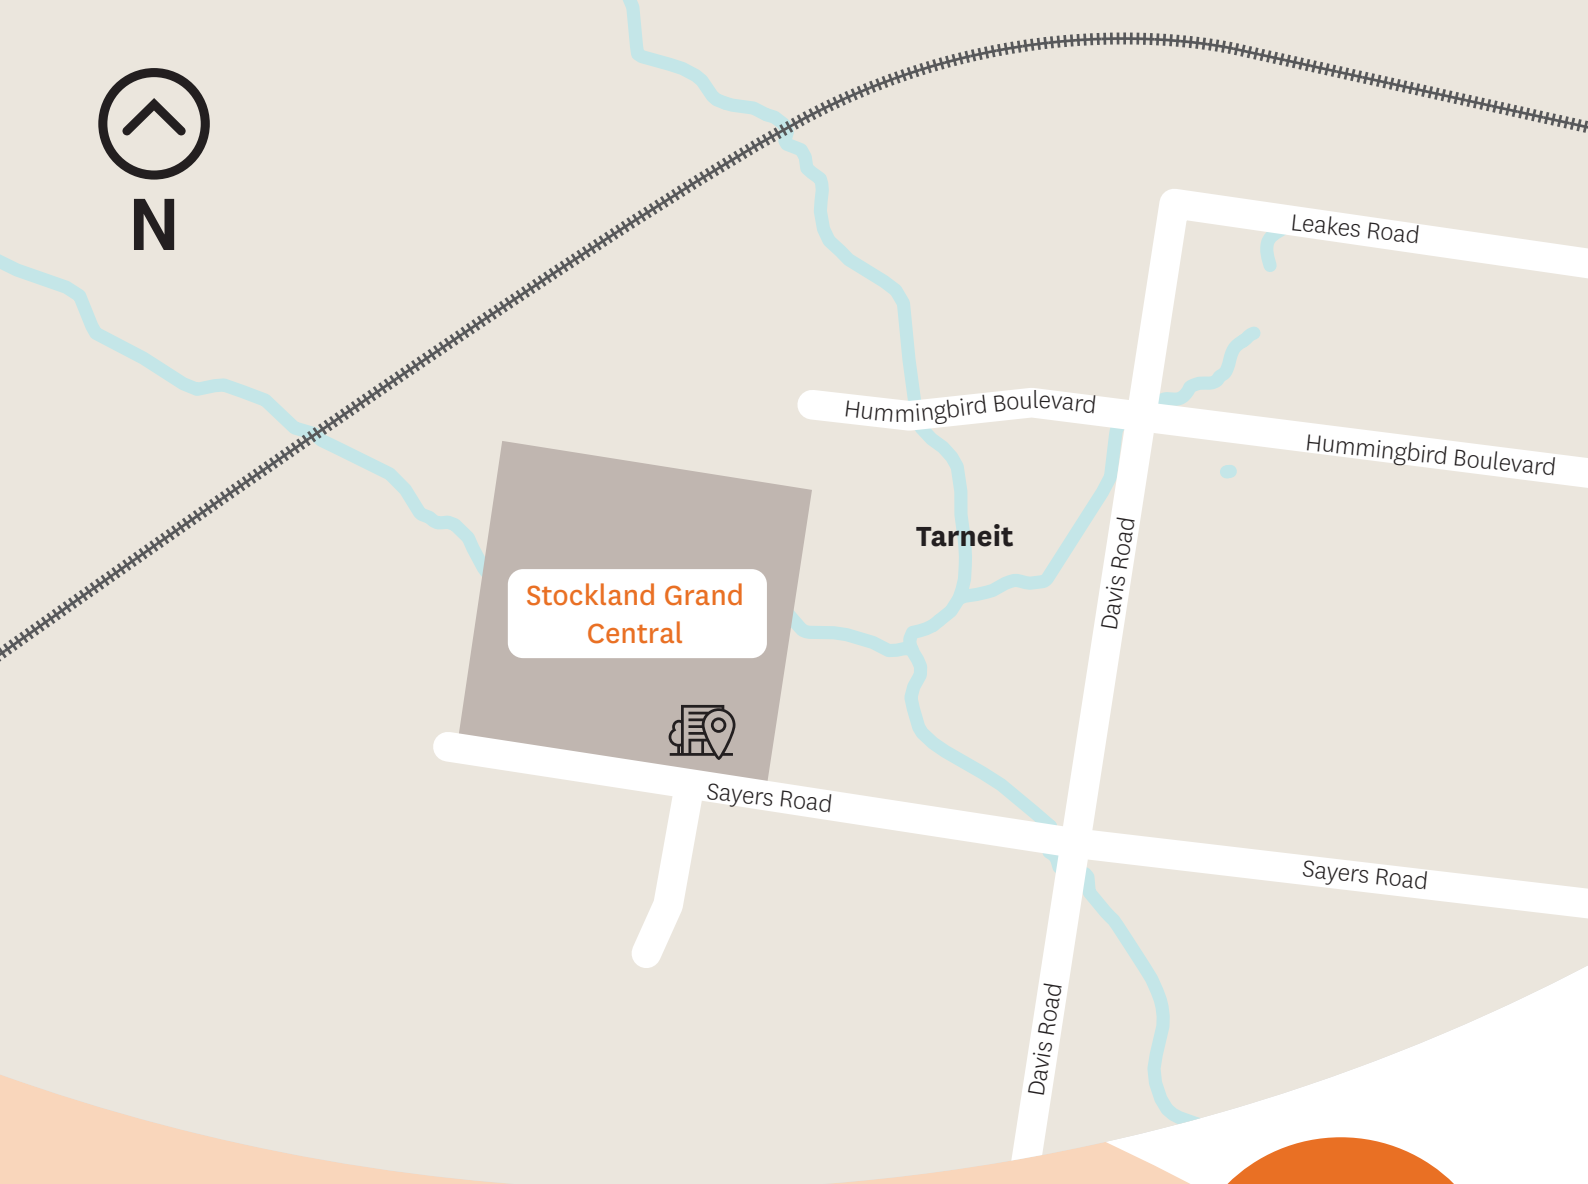 N
Leakes Road
Hummingbird Boulevard
Hummingbird Boulevard
Tarneit
Davis Road
Stockland Grand
Central
Sayers Road
Sayers Road
Davis Road